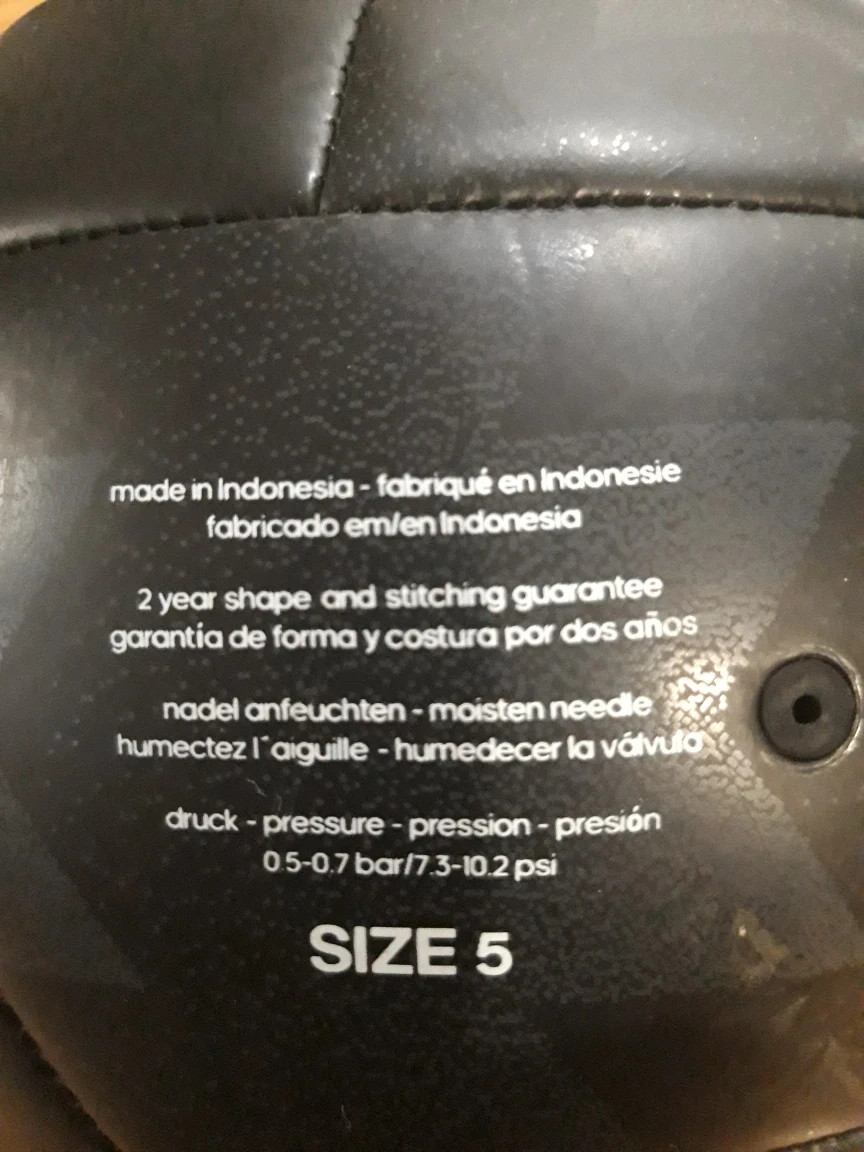 made in Indonesia - fabriqué en Indonesie
fabricado em/en Indonesia
2 year shape and stitching guarantee
garantía de forma y costura por dos años
nadel anfeuchten - moisten needle
humectez l´aiguille - humedecer la válvula
druck - pressure - pression - presión
0.5-0.7 bar/7.3-10.2 psi
SIZE 5